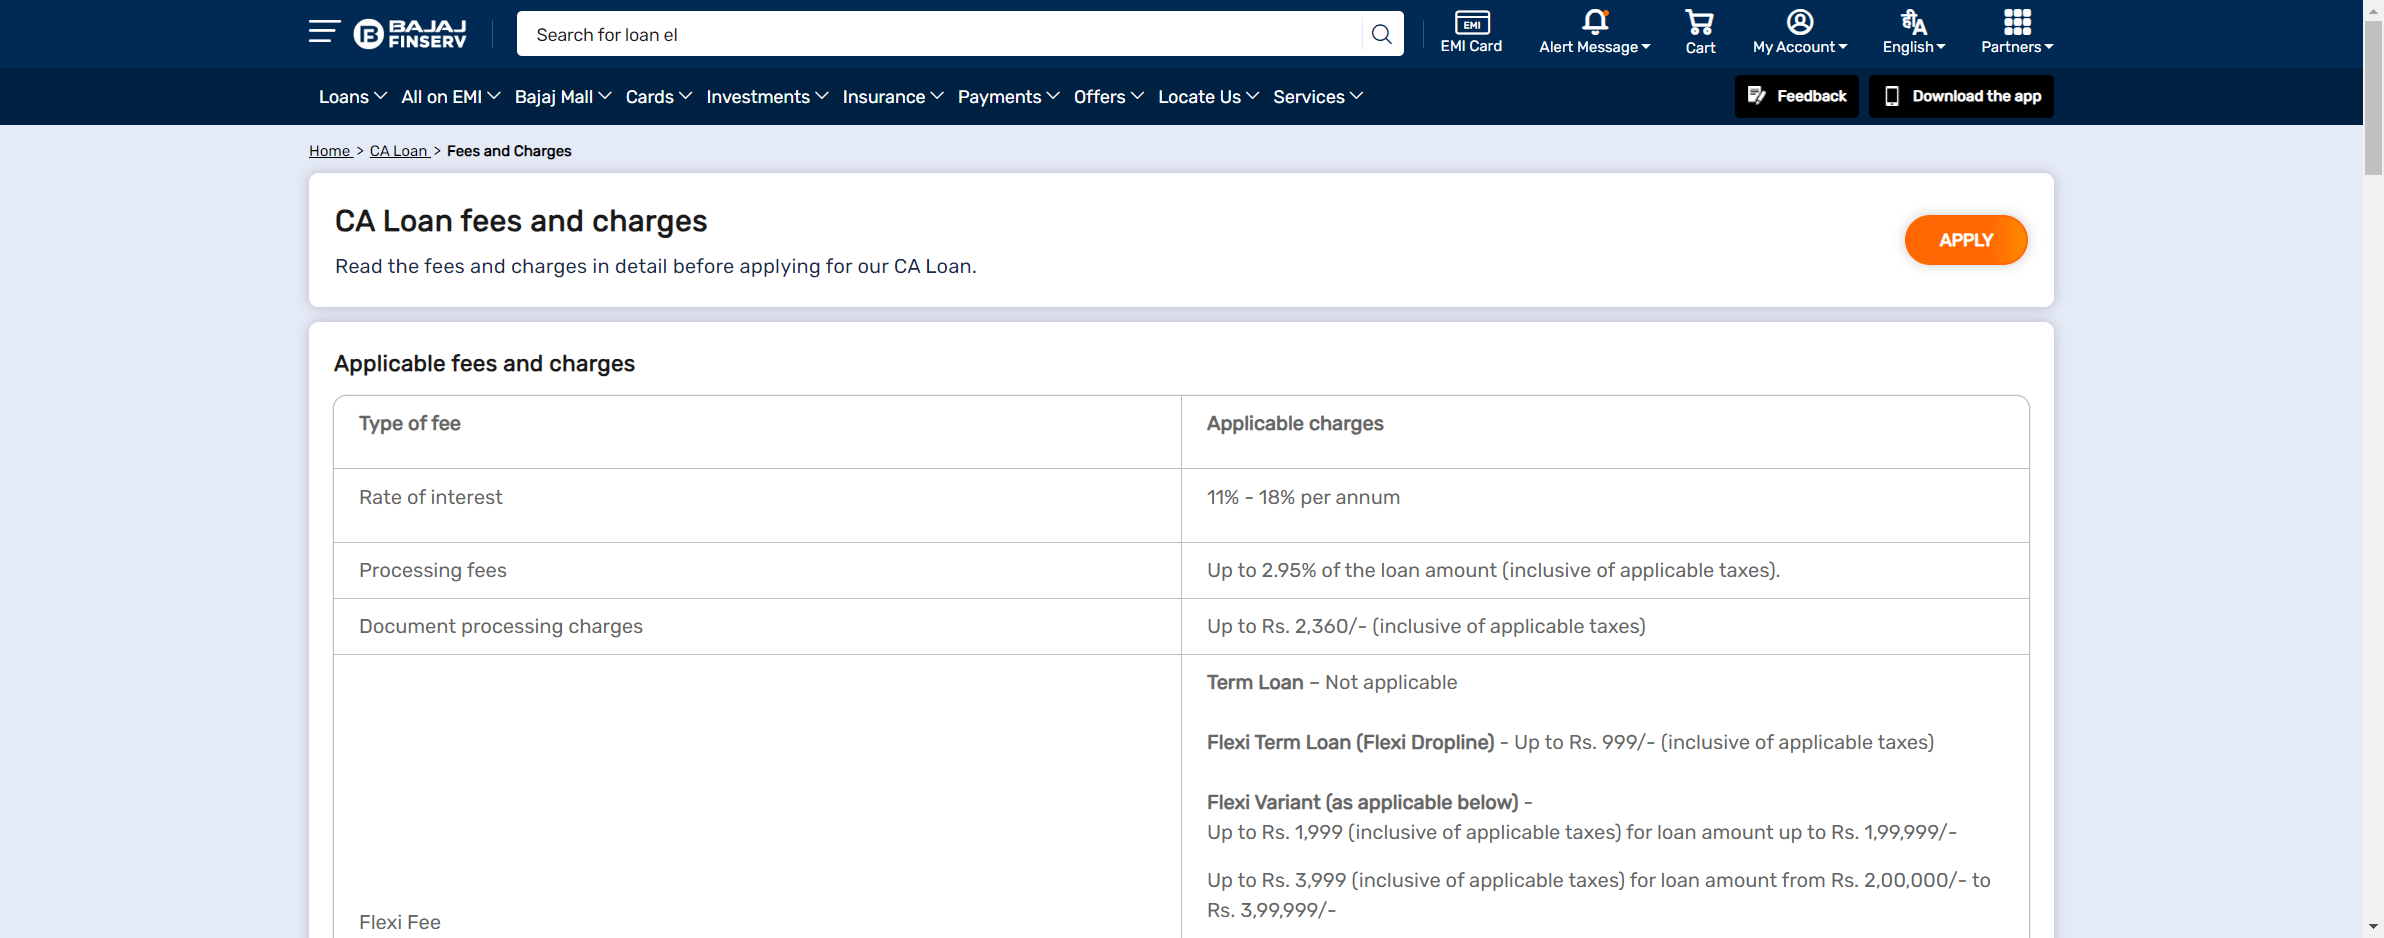 BAJAJ
FINSERV
Search for loan el
EMI
EMI Card
Alert Message
Cart
My Account
ही A
English
Partners
Loans
All on EMI
Bajaj Mall
Cards
Investments
Insurance
Payments
Offers
Locate Us
Services
Feedback
Download the app
Home > CA Loan > Fees and Charges
CA Loan fees and charges
Read the fees and charges in detail before applying for our CA Loan.
APPLY
Applicable fees and charges
Type of fee
Applicable charges
Rate of interest
11% - 18% per annum
Processing fees
Up to 2.95% of the loan amount (inclusive of applicable taxes).
Document processing charges
Up to Rs. 2,360/- (inclusive of applicable taxes)
Term Loan – Not applicable
Flexi Term Loan (Flexi Dropline) - Up to Rs. 999/- (inclusive of applicable taxes)
Flexi Variant (as applicable below) -
Up to Rs. 1,999 (inclusive of applicable taxes) for loan amount up to Rs. 1,99,999/-
Up to Rs. 3,999 (inclusive of applicable taxes) for loan amount from Rs. 2,00,000/- to
Rs. 3,99,999/-
Flexi Fee